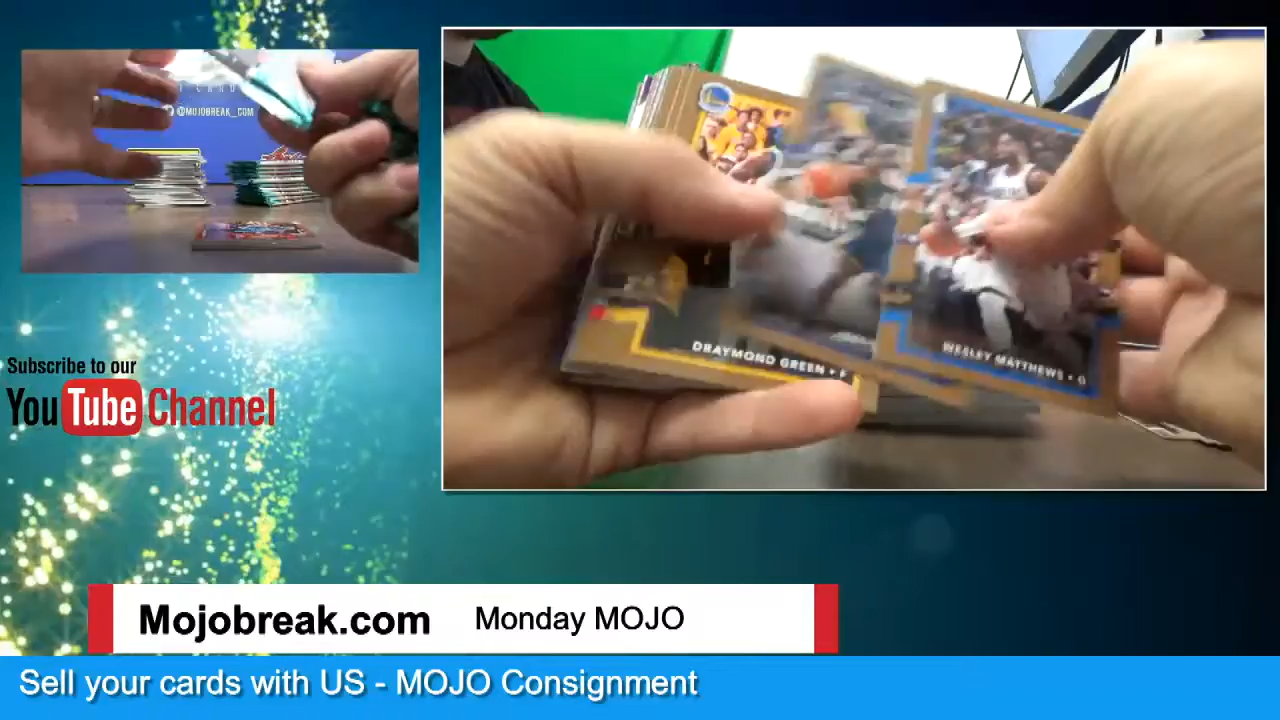 @MOJOBREAK_COM
DRAYMOND GREEN • F
WESLEY MATTHEWS • G
Subscribe to our
YouTube Channel
Mojobreak.com
Monday MOJO
Sell your cards with US - MOJO Consignment